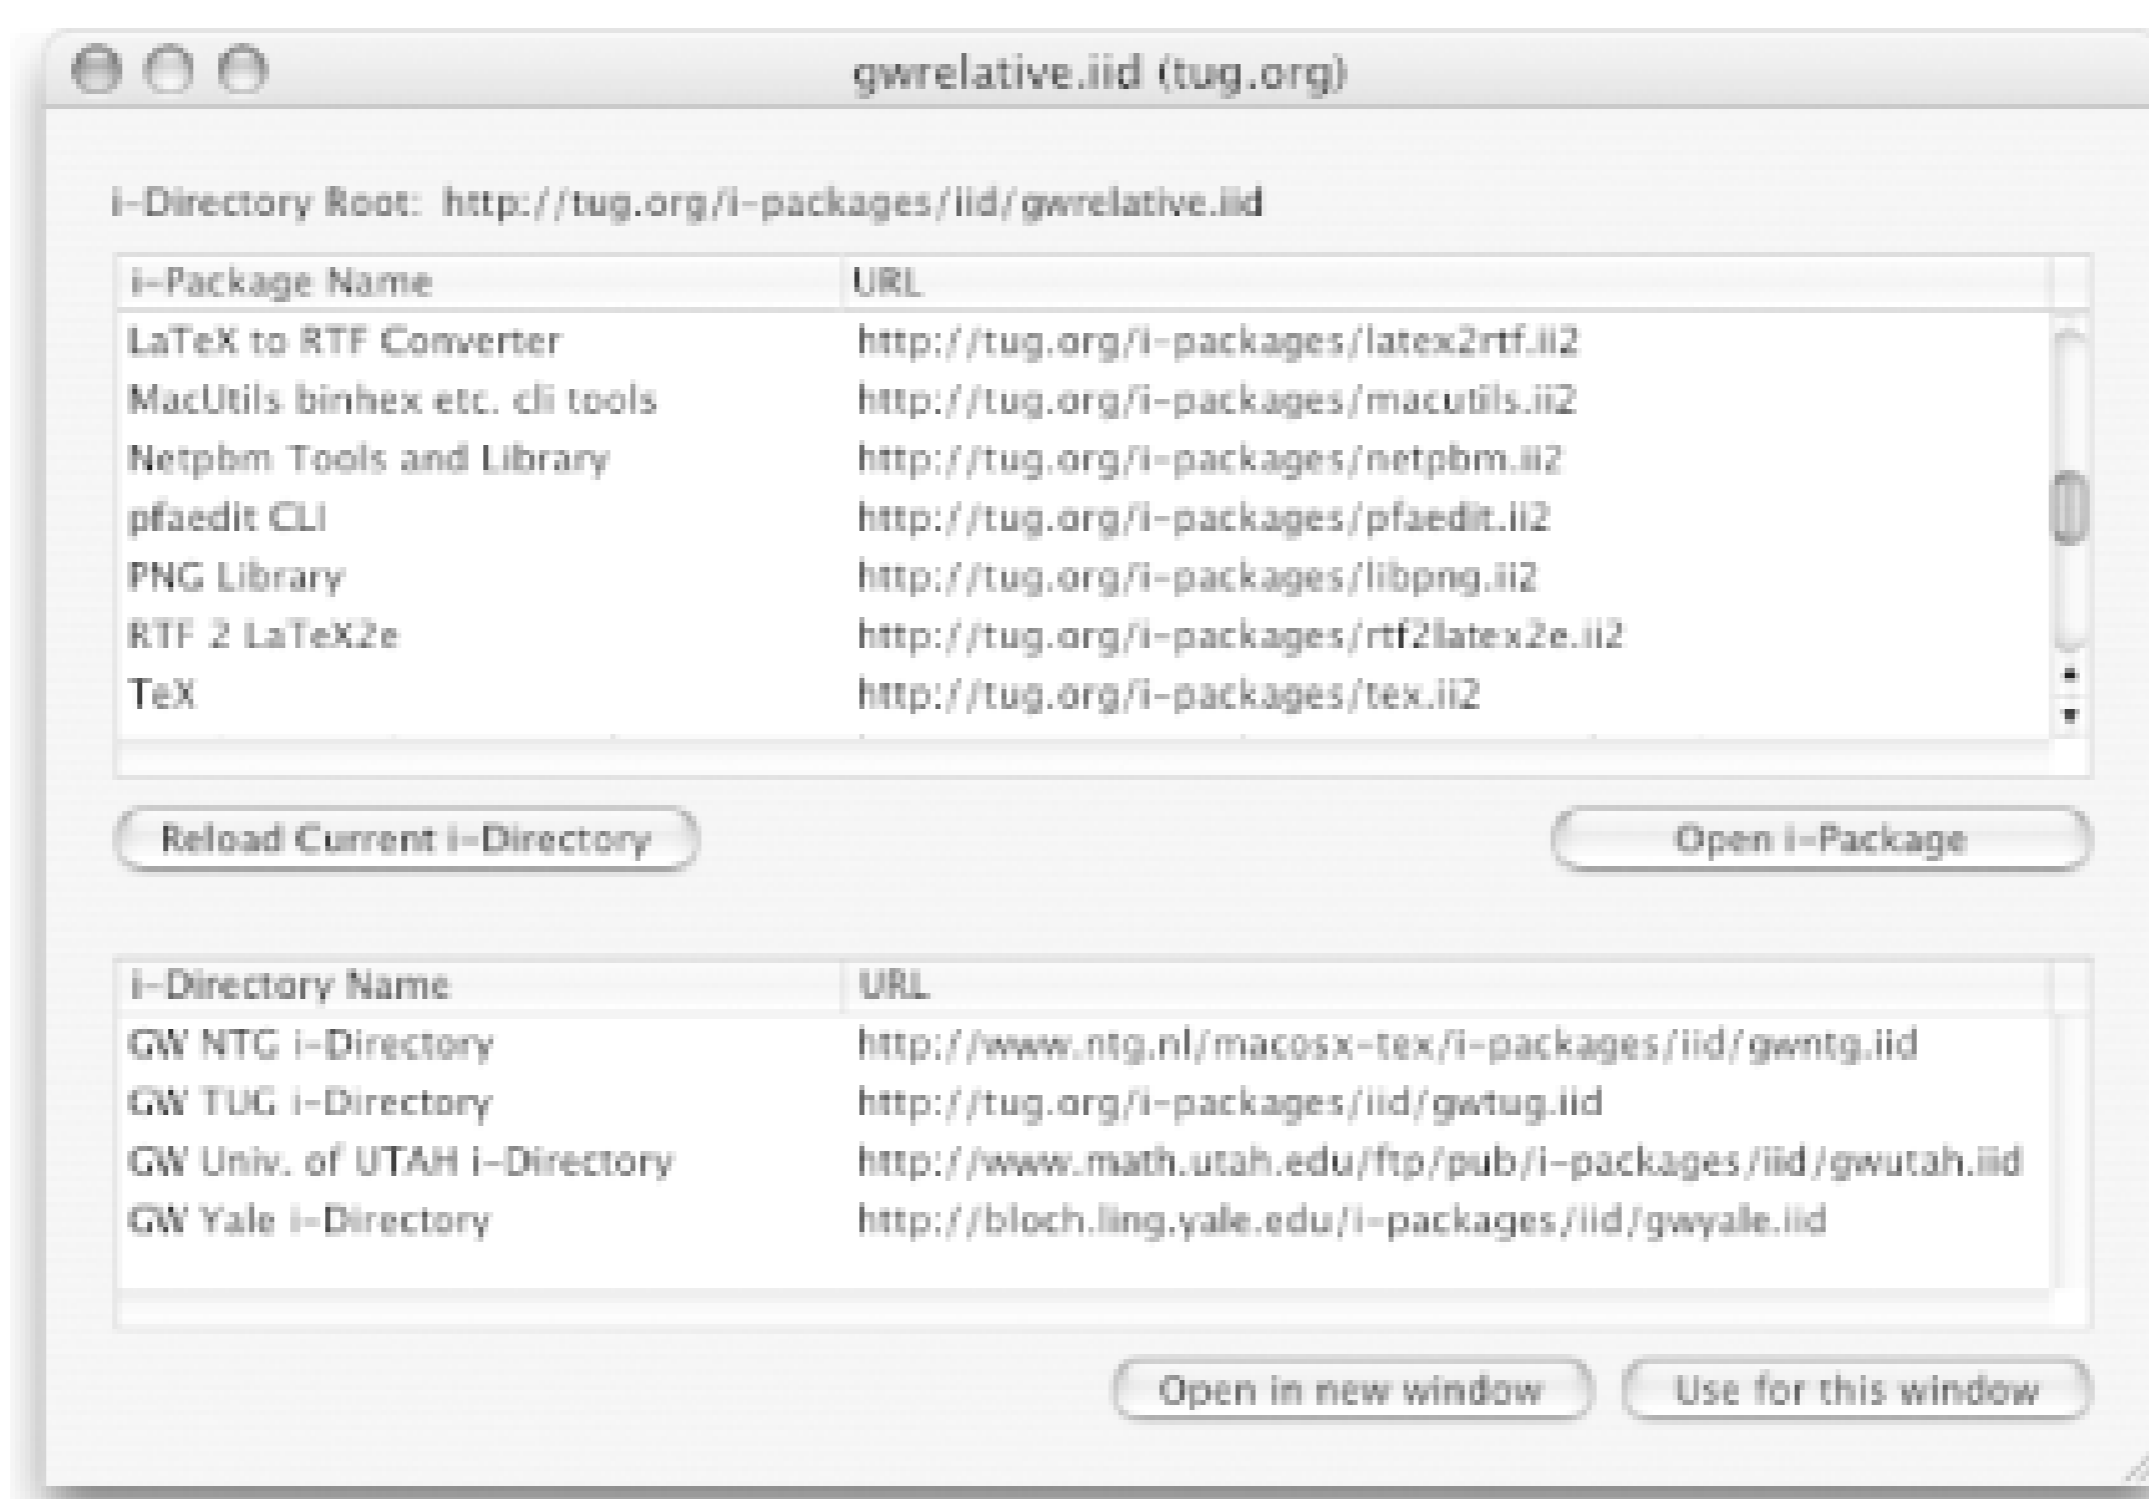 gwrelative.iid (tug.org)
i-Directory Root: http://tug.org/i-packages/iid/gwrelative.iid
i-Package Name URL
LaTeX to RTF Converter http://tug.org/i-packages/latex2rtf.ii2
MacUtils binhex etc. cli tools http://tug.org/i-packages/macutils.ii2
Netpbm Tools and Library http://tug.org/i-packages/netpbm.ii2
pfaedit CLI http://tug.org/i-packages/pfaedit.ii2
PNG Library http://tug.org/i-packages/libpng.ii2
RTF 2 LaTeX2e http://tug.org/i-packages/rtf2latex2e.ii2
TeX http://tug.org/i-packages/tex.ii2
Reload Current i-Directory Open i-Package
i-Directory Name URL
GW NTG i-Directory http://www.ntg.nl/macosx-tex/i-packages/iid/gwntg.iid
GW TUG i-Directory http://tug.org/i-packages/iid/gwtug.iid
GW Univ. of UTAH i-Directory http://www.math.utah.edu/ftp/pub/i-packages/iid/gwutah.iid
GW Yale i-Directory http://bloch.ling.yale.edu/i-packages/iid/gwyale.iid
Open in new window Use for this window